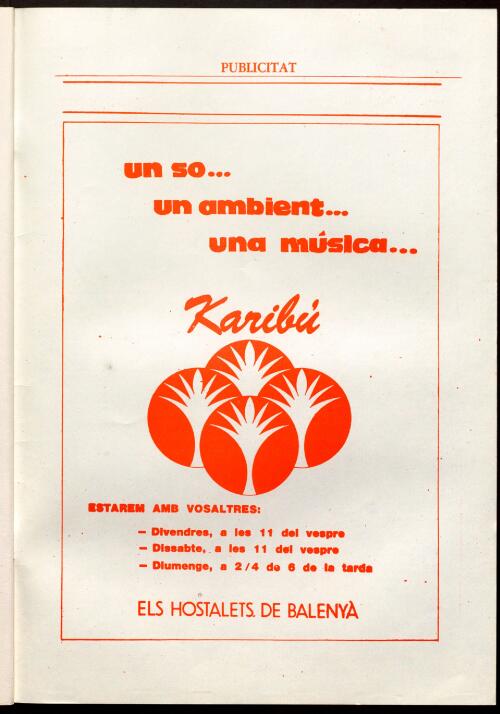 PUBLICITAT
un so...
un ambient...
una música...
Karibú
ESTAREM AMB VOSALTRES:
— Divendres, a les 11 del vespre
— Dissabte, a les 11 del vespre
— Diumenge, a 2/4 de 6 de la tarda
ELS HOSTALETS. DE BALENYÀ